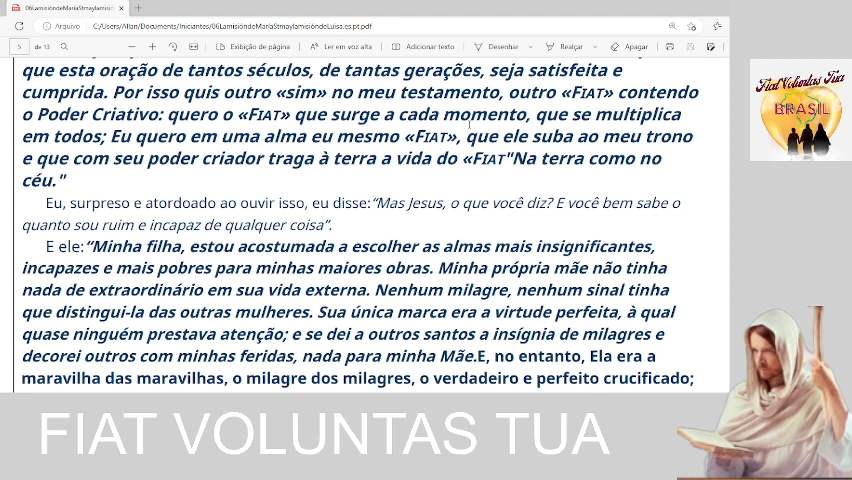 06LamisióndeMaríaStmaylamisióndeLuisa
Arquivo
C:/Users/Allan/Documents/Iniciantes/06LamisióndeMaríaStmaylamisióndeLuisa.es.pt.pdf
5 de 13
Exibição de página
Ler em voz alta
Adicionar texto
Desenhar
Realçar
Apagar
que esta oração de tantos séculos, de tantas gerações, seja satisfeita e
cumprida. Por isso quis outro «sim» no meu testamento, outro «FIAT» contendo
o Poder Criativo: quero o «FIAT» que surge a cada momento, que se multiplica
em todos; Eu quero em uma alma eu mesmo «FIAT», que ele suba ao meu trono
e que com seu poder criador traga à terra a vida do «FIAT"Na terra como no
céu."
Eu, surpreso e atordoado ao ouvir isso, eu disse:“Mas Jesus, o que você diz? E você bem sabe o
quanto sou ruim e incapaz de qualquer coisa”.
E ele:“Minha filha, estou acostumada a escolher as almas mais insignificantes,
incapazes e mais pobres para minhas maiores obras. Minha própria mãe não tinha
nada de extraordinário em sua vida externa. Nenhum milagre, nenhum sinal tinha
que distingui-la das outras mulheres. Sua única marca era a virtude perfeita, à qual
quase ninguém prestava atenção; e se dei a outros santos a insígnia de milagres e
decorei outros com minhas feridas, nada para minha Mãe.E, no entanto, Ela era a
maravilha das maravilhas, o milagre dos milagres, o verdadeiro e perfeito crucificado;
Fiat Voluntas Tua
BRASIL
FIAT VOLUNTAS TUA